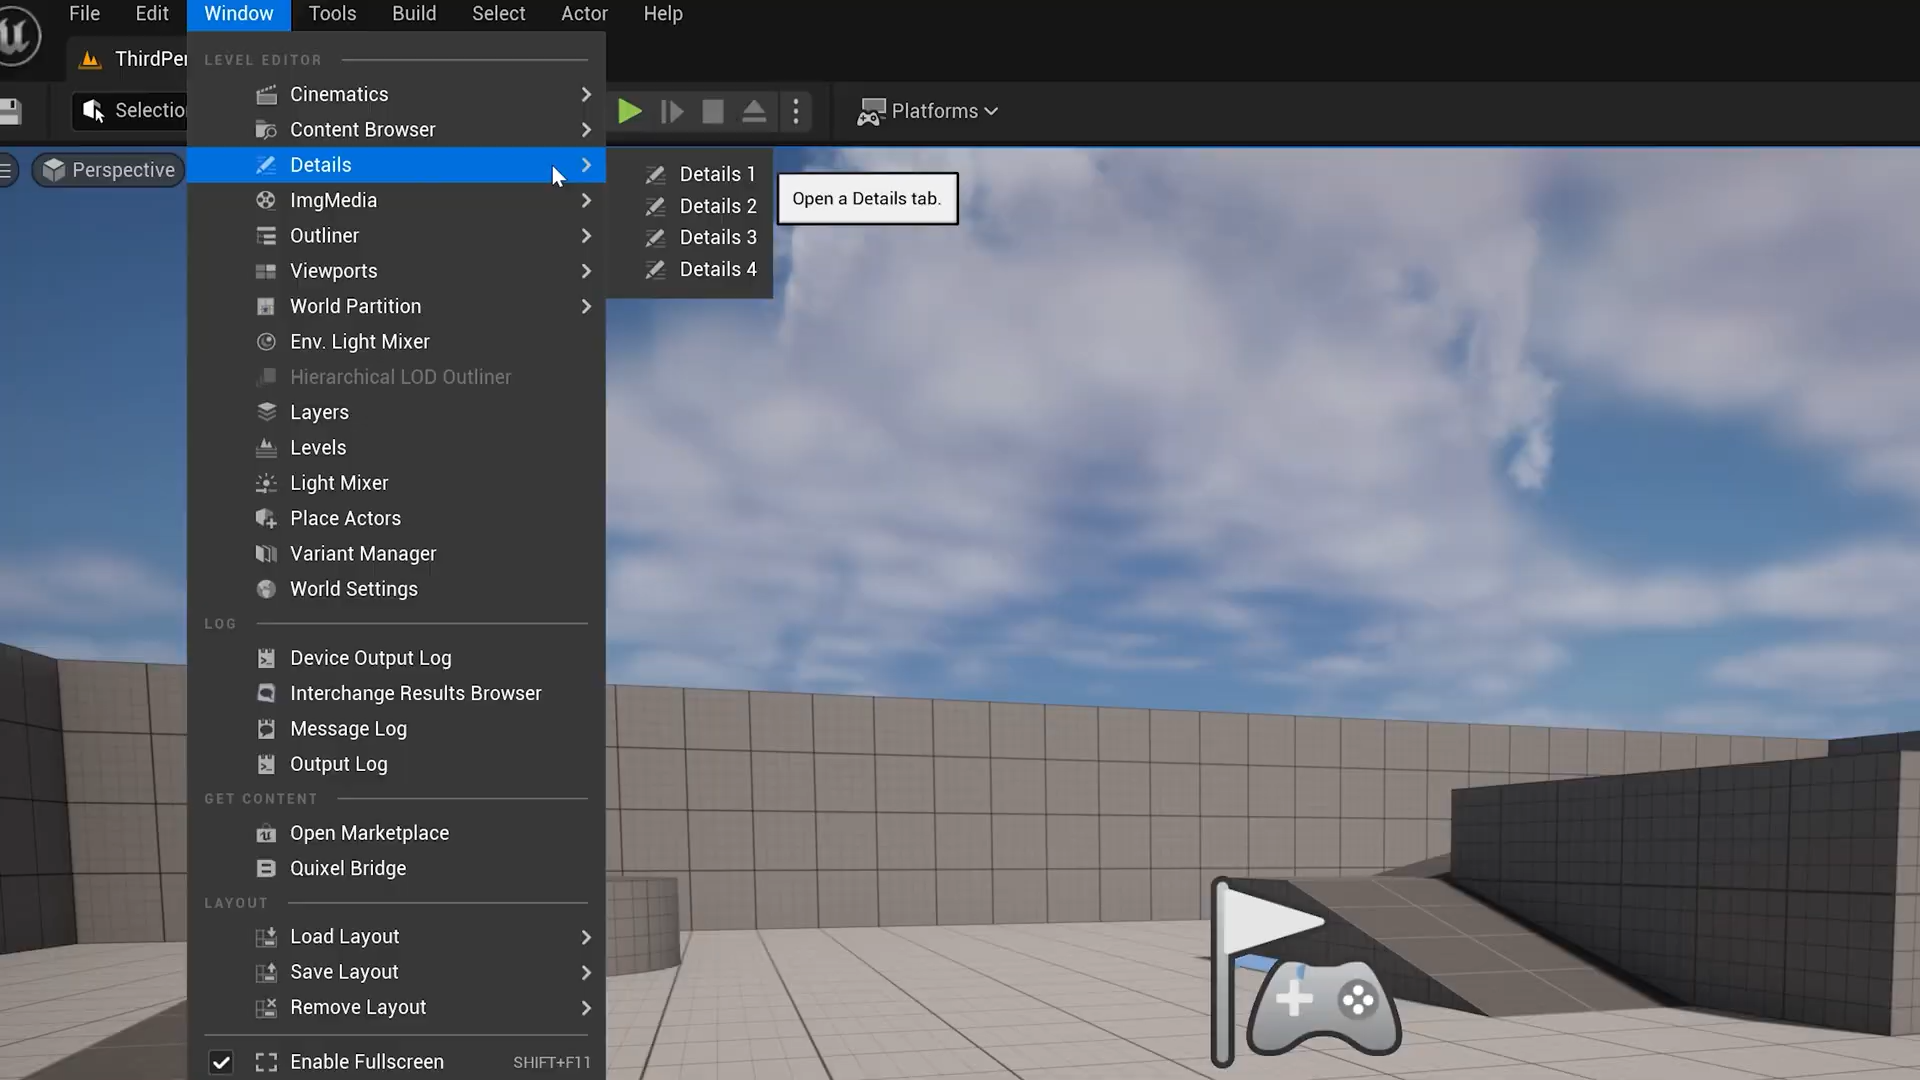 File Edit Window Tools Build Select Actor Help
ThirdPer
Selectio
Platforms
Perspective
LEVEL EDITOR
Cinematics
Content Browser
Details
ImgMedia
Outliner
Viewports
World Partition
Env. Light Mixer
Hierarchical LOD Outliner
Layers
Levels
Light Mixer
Place Actors
Variant Manager
World Settings
LOG
Device Output Log
Interchange Results Browser
Message Log
Output Log
GET CONTENT
Open Marketplace
Quixel Bridge
LAYOUT
Load Layout
Save Layout
Remove Layout
Enable Fullscreen SHIFT+F11
Details 1
Details 2
Details 3
Details 4
Open a Details tab.